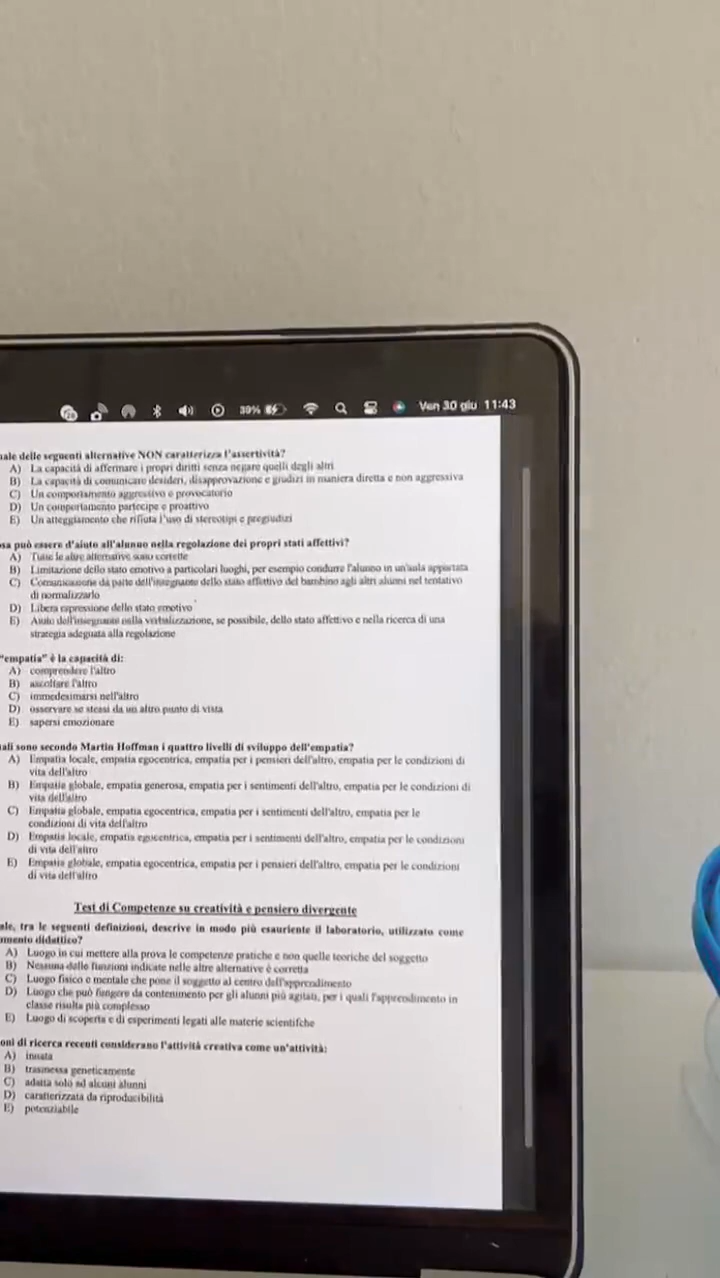 39% Ven 30 giu 11:43
ale delle seguenti alternative NON caratterizza l'assertività?
A) La capacità di affermare i propri diritti senza negare quelli degli altri
B) La capacità di comunicare desideri, disapprovazione e giudizi in maniera diretta e non aggressiva
C) Un comportamento aggressivo e provocatorio
D) Un comportamento partecipe e proattivo
E) Un atteggiamento che rifiuta l'uso di stereotipi e pregiudizi
osa può essere d'aiuto all'alunno nella regolazione dei propri stati affettivi?
A) Tutte le altre alternative sono corrette
B) Limitazione dello stato emotivo a particolari luoghi, per esempio condurre l'alunno in un'aula appartata
C) Comunicazione da parte dell'insegnante dello stato affettivo del bambino agli altri alunni nel tentativo
di normalizzarlo
D) Libera espressione dello stato emotivo
E) Aiuto dell'insegnante nella verbalizzazione, se possibile, dello stato affettivo e nella ricerca di una
strategia adeguata alla regolazione
"empatia" è la capacità di:
A) comprendere l'altro
B) ascoltare l'altro
C) immedesimarsi nell'altro
D) osservare se stessi da un altro punto di vista
E) sapersi emozionare
ali sono secondo Martin Hoffman i quattro livelli di sviluppo dell'empatia?
A) Empatia locale, empatia egocentrica, empatia per i pensieri dell'altro, empatia per le condizioni di
vita dell'altro
B) Empatia globale, empatia generosa, empatia per i sentimenti dell'altro, empatia per le condizioni di
vita dell'altro
C) Empatia globale, empatia egocentrica, empatia per i sentimenti dell'altro, empatia per le
condizioni di vita dell'altro
D) Empatia locale, empatia egocentrica, empatia per i sentimenti dell'altro, empatia per le condizioni
di vita dell'altro
E) Empatia globale, empatia egocentrica, empatia per i pensieri dell'altro, empatia per le condizioni
di vita dell'altro
Test di Competenze su creatività e pensiero divergente
ale, tra le seguenti definizioni, descrive in modo più esauriente il laboratorio, utilizzato come
umento didattico?
A) Luogo in cui mettere alla prova le competenze pratiche e non quelle teoriche del soggetto
B) Nessuna delle funzioni indicate nelle altre alternative è corretta
C) Luogo fisico e mentale che pone il soggetto al centro dell'apprendimento
D) Luogo che può fungere da contenimento per gli alunni più agitati, per i quali l'apprendimento in
classe risulta più complesso
E) Luogo di scoperta e di esperimenti legati alle materie scientifche
oni di ricerca recenti considerano l'attività creativa come un'attività:
A) innata
B) trasmessa geneticamente
C) adatta solo ad alcuni alunni
D) caratterizzata da riproducibilità
E) potenziabile